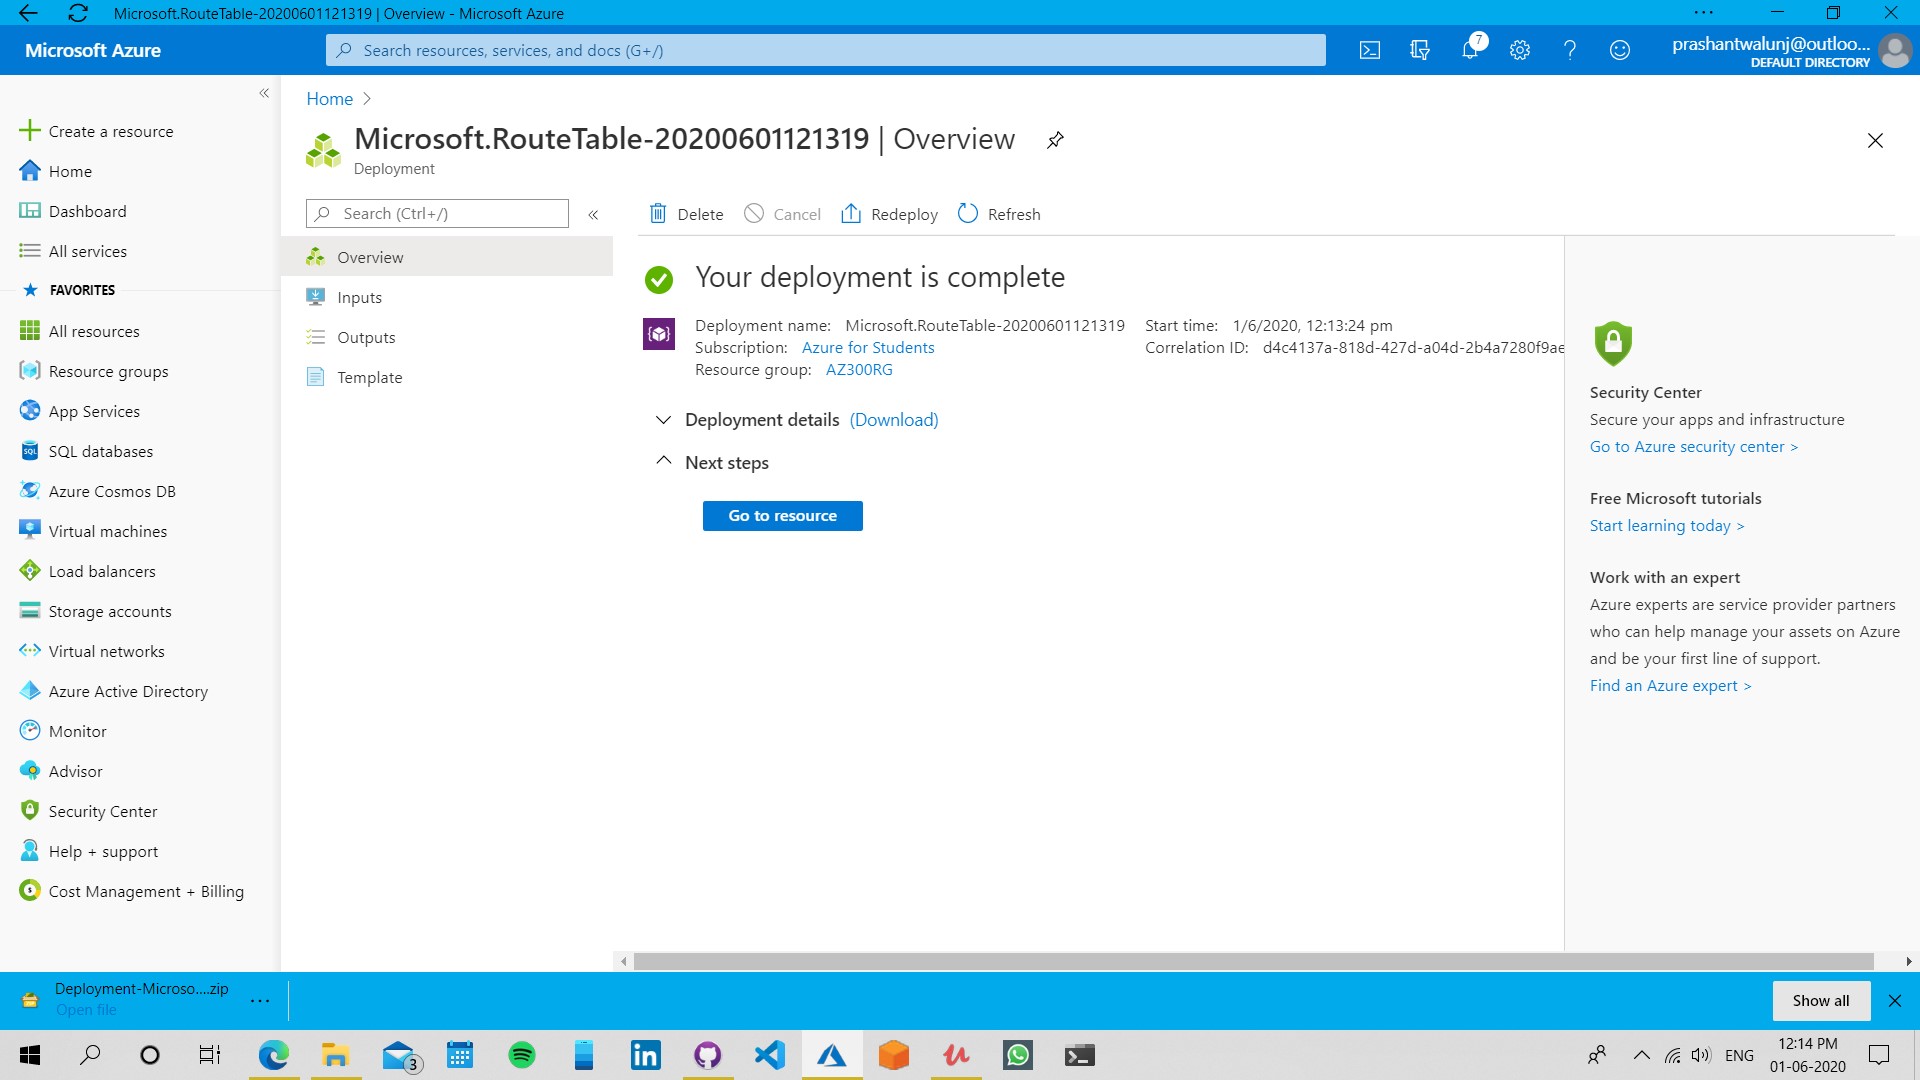 Microsoft.RouteTable-20200601121319 | Overview - Microsoft Azure
Microsoft Azure
Search resources, services, and docs (G+/)
7
prashantwalunj@outloo...
DEFAULT DIRECTORY
Create a resource
Home
Dashboard
All services
FAVORITES
All resources
Resource groups
App Services
SQL databases
Azure Cosmos DB
Virtual machines
Load balancers
Storage accounts
Virtual networks
Azure Active Directory
Monitor
Advisor
Security Center
Help + support
Cost Management + Billing
Home >
Microsoft.RouteTable-20200601121319 | Overview
Deployment
Search (Ctrl+/)
Overview
Inputs
Outputs
Template
Delete
Cancel
Redeploy
Refresh
Your deployment is complete
Deployment name: Microsoft.RouteTable-20200601121319
Subscription: Azure for Students
Resource group: AZ300RG
Start time: 1/6/2020, 12:13:24 pm
Correlation ID: d4c4137a-818d-427d-a04d-2b4a7280f9ae
Deployment details (Download)
Next steps
Go to resource
Security Center
Secure your apps and infrastructure
Go to Azure security center >
Free Microsoft tutorials
Start learning today >
Work with an expert
Azure experts are service provider partners
who can help manage your assets on Azure
and be your first line of support.
Find an Azure expert >
Deployment-Microso....zip
Open file
Show all
3
ENG
12:14 PM
01-06-2020